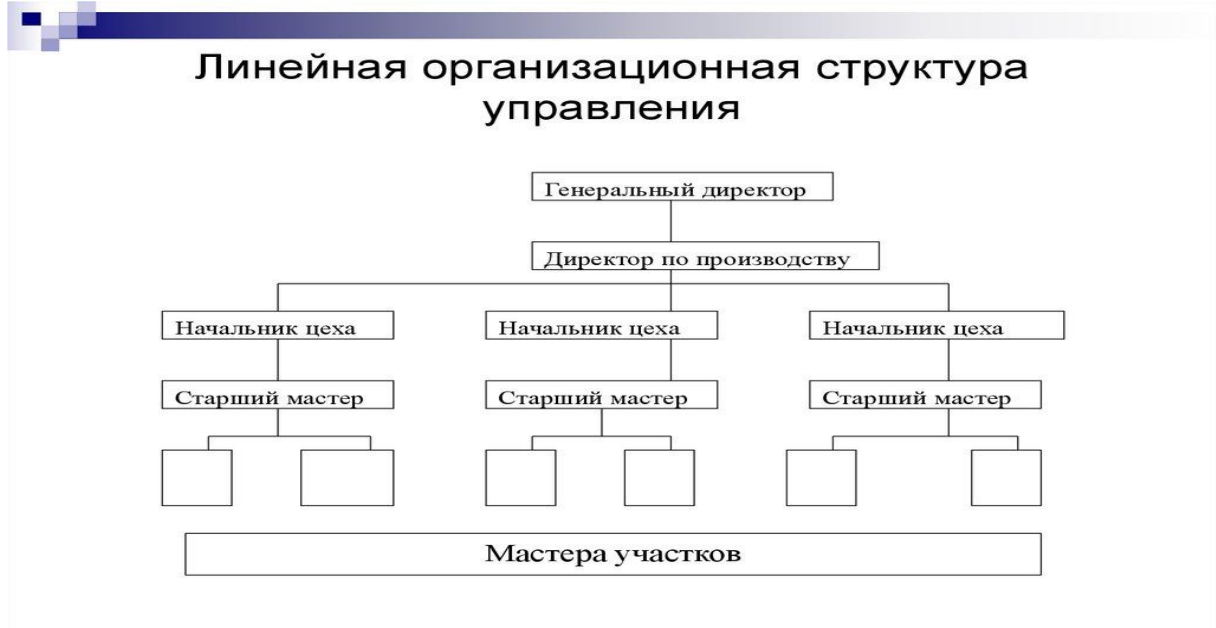 Линейная организационная структура
управления
Генеральный директор
Директор по производству
Начальник цеха
Начальник цеха
Начальник цеха
Старший мастер
Старший мастер
Старший мастер
Мастера участков